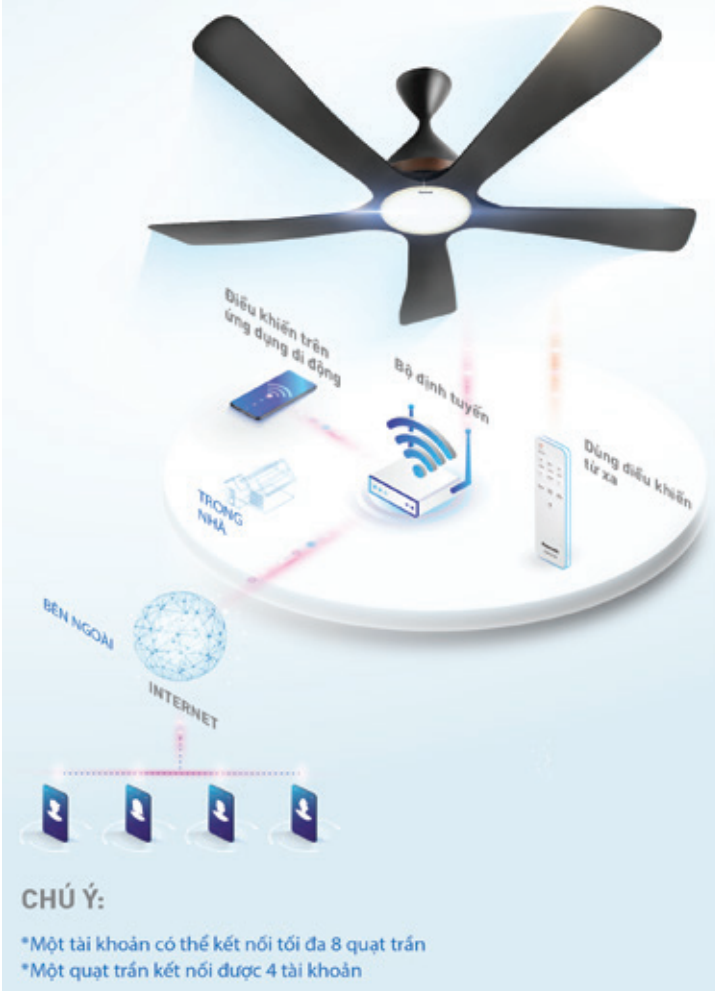 Điều khiển trên
ứng dụng di động
Bộ định tuyến
Dùng điều khiển
từ xa
TRONG
NHÀ
BÊN NGOÀI
INTERNET
CHÚ Ý:
*Một tài khoản có thể kết nối tối đa 8 quạt trần
*Một quạt trần kết nối được 4 tài khoản